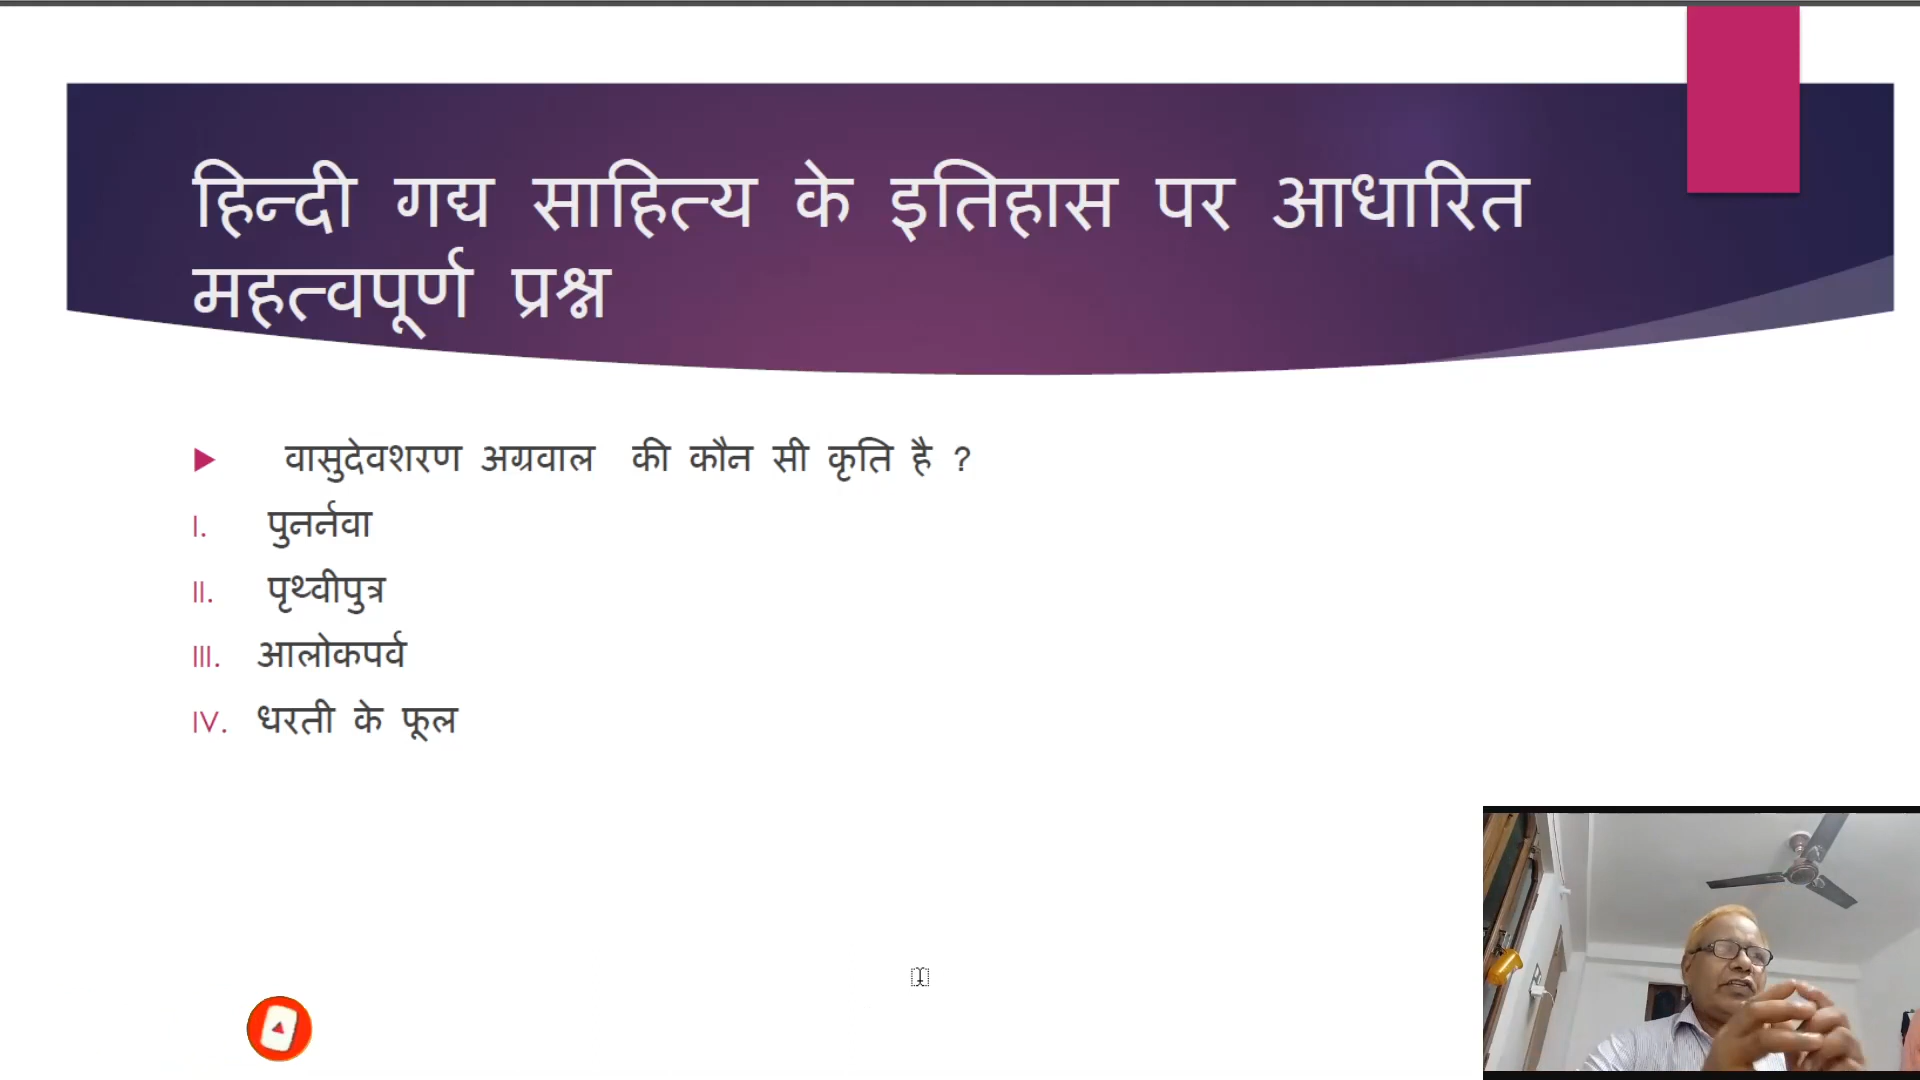 हिन्दी गद्य साहित्य के इतिहास पर आधारित
महत्वपूर्ण प्रश्न
वासुदेवशरण अग्रवाल की कौन सी कृति है ?
I. पुनर्नवा
II. पृथ्वीपुत्र
III. आलोकपर्व
IV. धरती के फूल